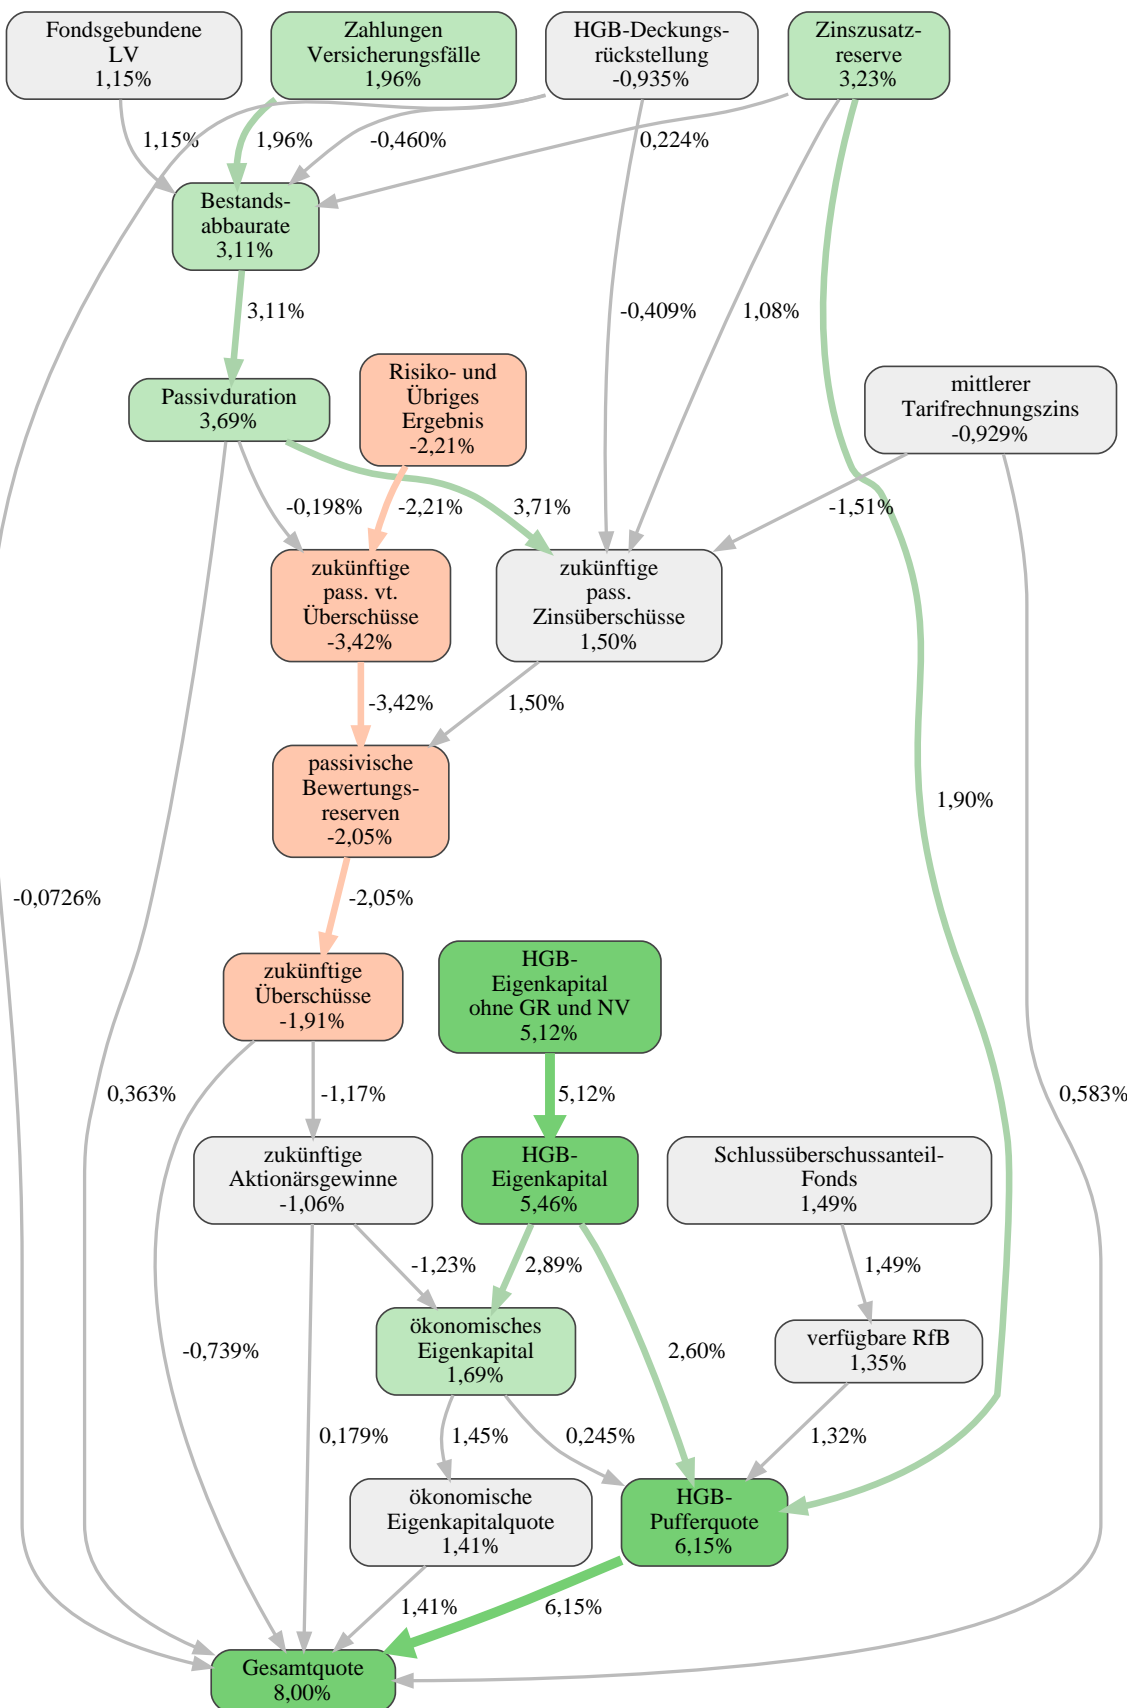 Fondsgebundene
LV
1,15%
Zahlungen
Versicherungsfälle
1,96%
HGB-Deckungs-
rückstellung
-0,935%
Zinszusatz-
reserve
3,23%
1,15%
1,96%
-0,460%
0,224%
Bestands-
abbaurate
3,11%
3,11%
-0,409%
1,08%
Passivduration
3,69%
Risiko- und
Übriges
Ergebnis
-2,21%
mittlerer
Tarifrechnungszins
-0,929%
-0,198%
-2,21%
3,71%
-1,51%
zukünftige
pass. vt.
Überschüsse
-3,42%
zukünftige
pass.
Zinsüberschüsse
1,50%
-3,42%
1,50%
passivische
Bewertungs-
reserven
-2,05%
1,90%
-0,0726%
-2,05%
zukünftige
Überschüsse
-1,91%
HGB-
Eigenkapital
ohne GR und NV
5,12%
0,363%
-1,17%
5,12%
0,583%
zukünftige
Aktionärsgewinne
-1,06%
HGB-
Eigenkapital
5,46%
Schlussüberschussanteil-
Fonds
1,49%
-1,23%
2,89%
1,49%
-0,739%
ökonomisches
Eigenkapital
1,69%
2,60%
verfügbare RfB
1,35%
0,179%
1,45%
0,245%
1,32%
ökonomische
Eigenkapitalquote
1,41%
HGB-
Pufferquote
6,15%
1,41%
6,15%
Gesamtquote
8,00%